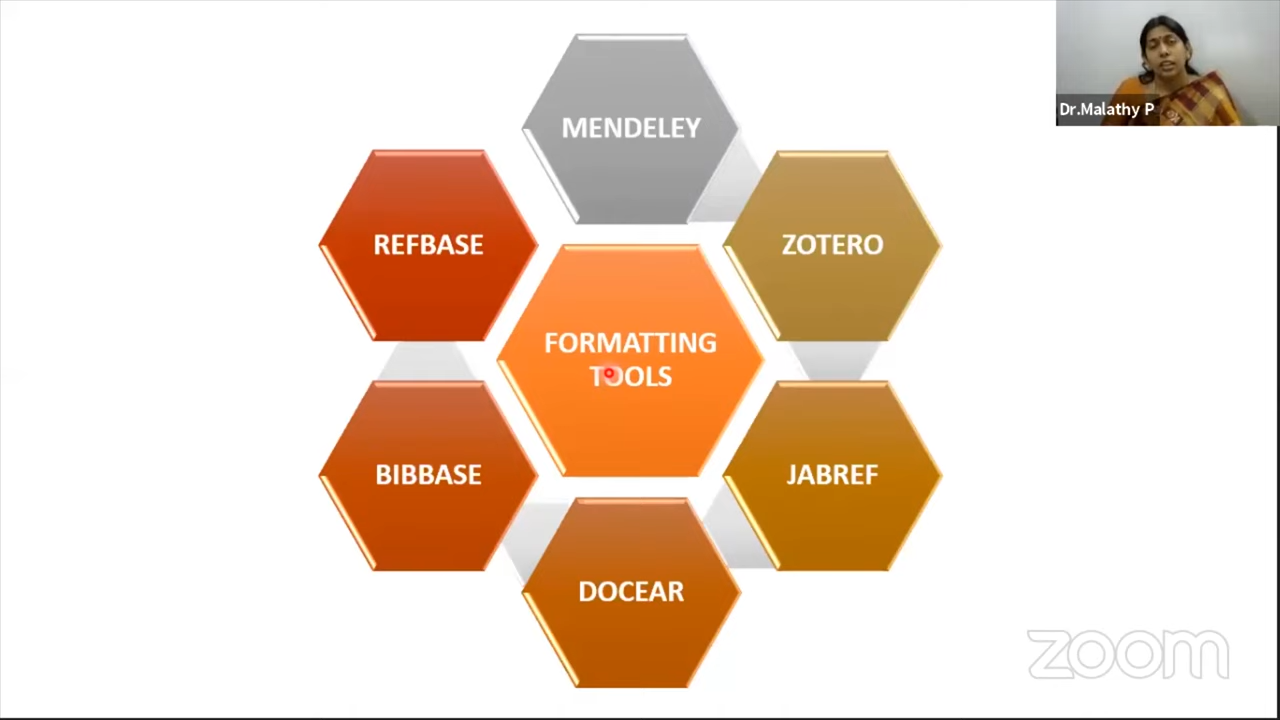 MENDELEY
Dr.Malathy P
REFBASE
ZOTERO
FORMATTING
TOOLS
BIBBASE
JABREF
DOCEAR
zoom